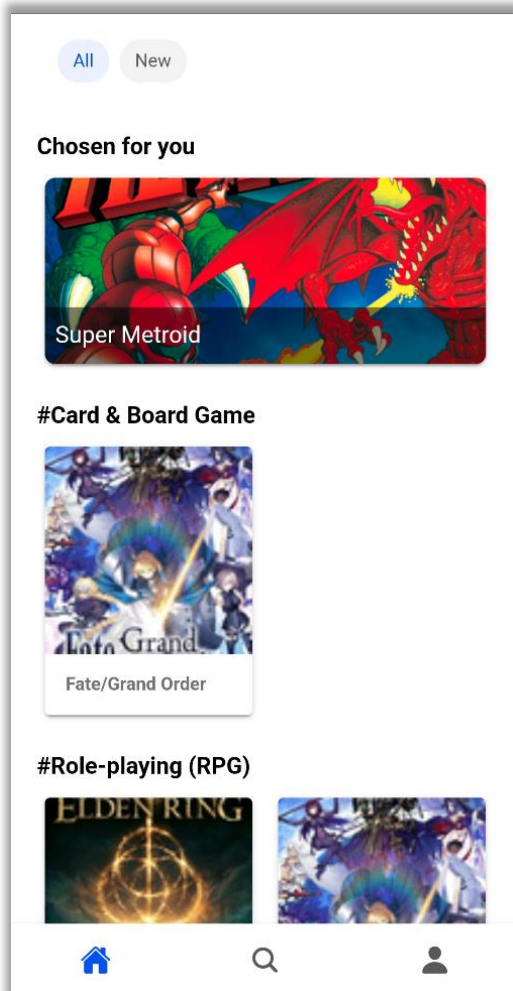 All
New
Chosen for you
Super Metroid
#Card & Board Game
Fate/Grand Order
Fate/Grand Order
#Role-playing (RPG)
ELDEN RING